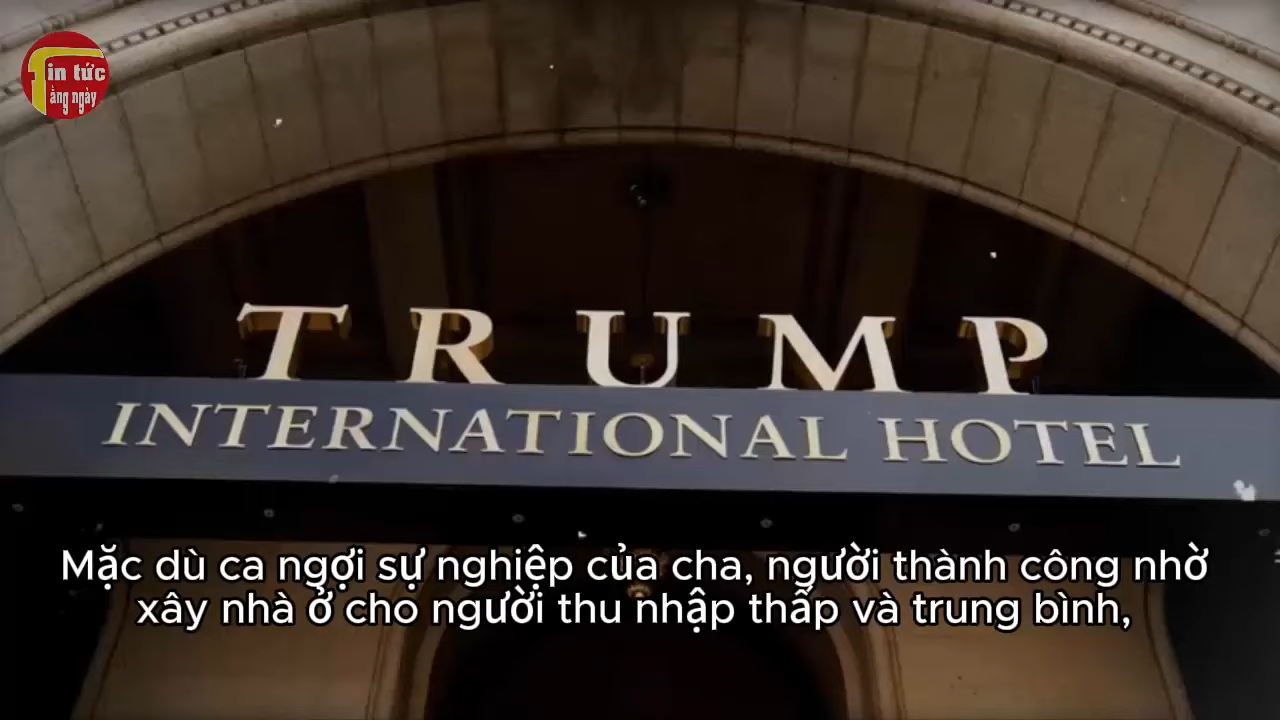 Tin tức
ằng ngày
TRUMP
INTERNATIONAL HOTEL
Mặc dù ca ngợi sự nghiệp của cha, người thành công nhờ
xây nhà ở cho người thu nhập thấp và trung bình,